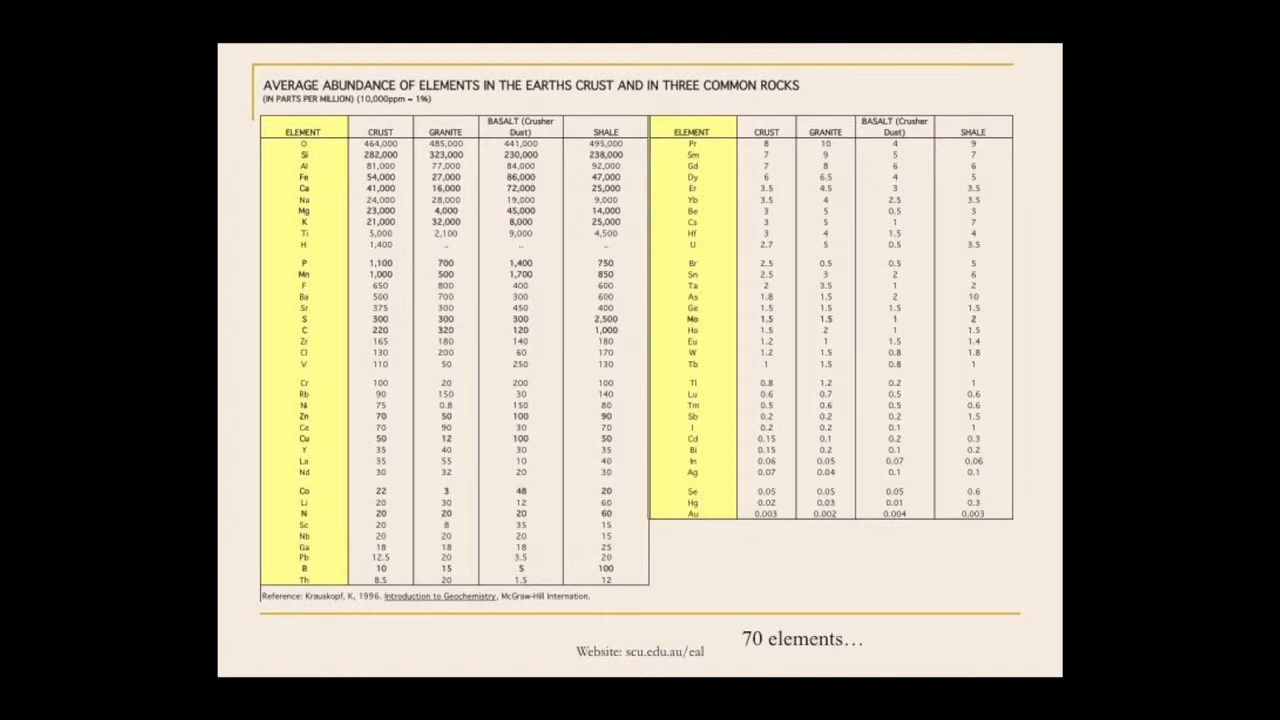 AVERAGE ABUNDANCE OF ELEMENTS IN THE EARTHS CRUST AND IN THREE COMMON ROCKS
(IN PARTS PER MILLION) (10,000ppm = 1%)
ELEMENT CRUST GRANITE BASALT (Crusher Dust) SHALE
O 464,000 485,000 441,000 495,000
Si 282,000 323,000 230,000 238,000
Al 81,000 77,000 84,000 92,000
Fe 54,000 27,000 86,000 47,000
Ca 41,000 16,000 72,000 25,000
Na 24,000 28,000 19,000 9,000
Mg 23,000 4,000 45,000 14,000
K 21,000 32,000 8,000 25,000
Ti 5,000 2,100 9,000 4,500
H 1,400 .. .. ..
P 1,100 700 1,400 750
Mn 1,000 500 1,700 850
F 650 800 400 600
Ba 500 700 300 600
Sr 375 300 450 400
S 300 300 300 2,500
C 220 320 120 1,000
Zr 165 180 140 180
Cl 130 200 60 170
V 110 50 250 130
Cr 100 20 200 100
Rb 90 150 30 140
Ni 75 0.8 150 80
Zn 70 50 100 90
Ce 70 90 30 70
Cu 50 12 100 50
Y 35 40 30 35
La 35 55 10 40
Nd 30 32 20 30
Co 22 3 48 20
Li 20 30 12 60
N 20 20 20 60
Sc 20 8 35 15
Nb 20 20 20 15
Ga 18 18 18 25
Pb 12.5 20 3.5 20
B 10 15 5 100
Th 8.5 20 1.5 12
ELEMENT CRUST GRANITE BASALT (Crusher Dust) SHALE
Pr 8 10 4 9
Sm 7 9 5 7
Gd 7 8 6 6
Dy 6 6.5 4 5
Er 3.5 4.5 3 3.5
Yb 3.5 4 2.5 3.5
Be 3 5 0.5 3
Cs 3 5 1 7
Hf 3 4 1.5 4
U 2.7 5 0.5 3.5
Br 2.5 0.5 0.5 5
Sn 2.5 3 2 6
Ta 2 3.5 1 2
As 1.8 1.5 2 10
Ge 1.5 1.5 1.5 1.5
Mo 1.5 1.5 1 2
Ho 1.5 2 1 1.5
Eu 1.2 1 1.5 1.4
W 1.2 1.5 0.8 1.8
Tb 1 1.5 0.8 1
Tl 0.8 1.2 0.2 1
Lu 0.6 0.7 0.5 0.6
Tm 0.5 0.6 0.5 0.6
Sb 0.2 0.2 0.2 1.5
I 0.2 0.2 0.1 1
Cd 0.15 0.1 0.2 0.3
Bi 0.15 0.2 0.1 0.2
In 0.06 0.05 0.07 0.06
Ag 0.07 0.04 0.1 0.1
Se 0.05 0.05 0.05 0.6
Hg 0.02 0.03 0.01 0.3
Au 0.003 0.002 0.004 0.003
Reference: Krauskopf, K, 1996. Introduction to Geochemistry, McGraw-Hill Internation.
70 elements…
Website: scu.edu.au/eal